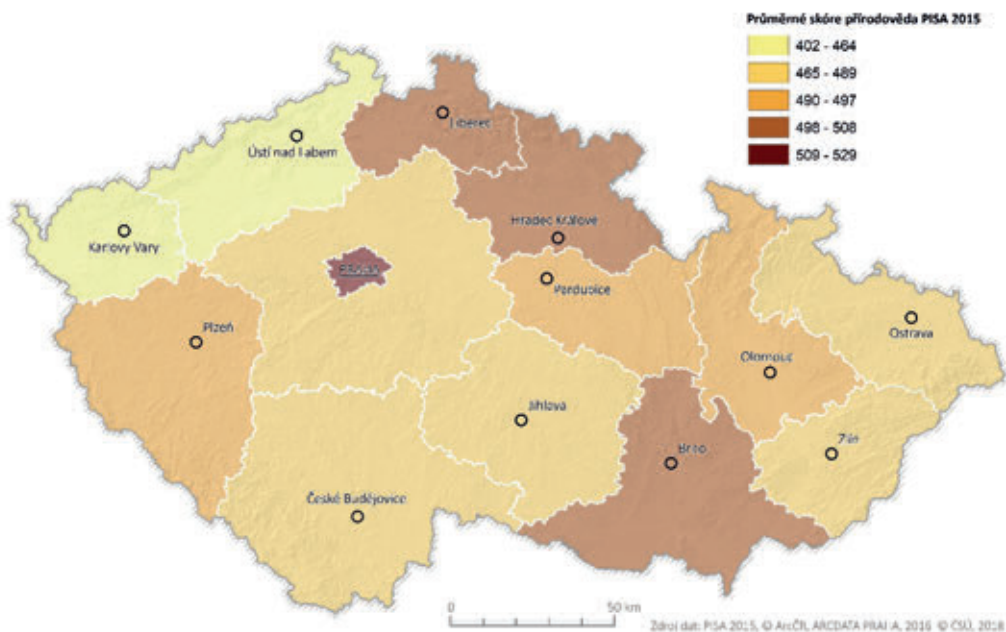 Průměrné skóre přírodověda PISA 2015
402 - 464
465 - 489
490 - 497
498 - 508
509 - 529
Liberec
Ústí nad Labem
Hradec Králové
Karlovy Vary
Praha
Pardubice
Plzeň
Ostrava
Olomouc
Jihlava
Brno
Zlín
České Budějovice
0 50 km
Zdroj dat: PISA 2015, © ArcČR, ARCDATA PRAHA, 2016 © ČSÚ, 2016